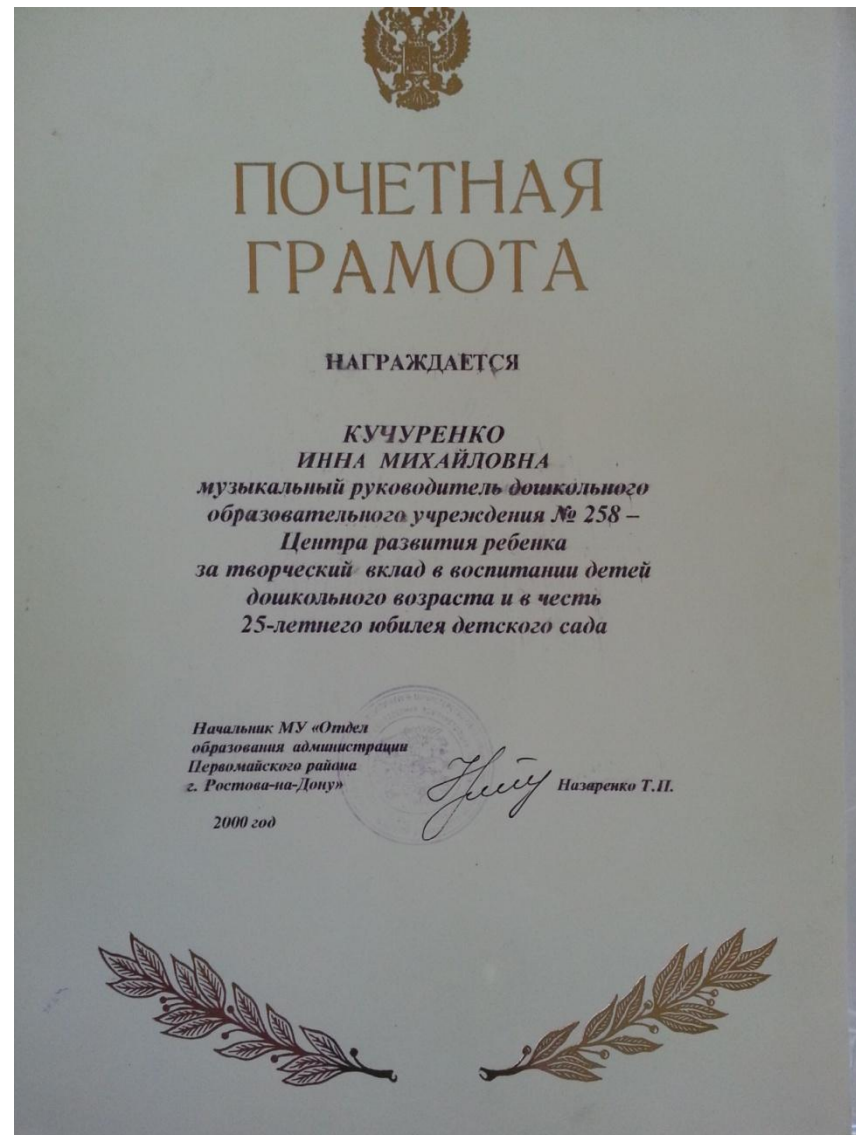 ПОЧЕТНАЯ
ГРАМОТА
НАГРАЖДАЕТСЯ
КУЧУРЕНКО
ИННА МИХАЙЛОВНА
музыкальный руководитель дошкольного
образовательного учреждения № 258 –
Центра развития ребенка
за творческий вклад в воспитании детей
дошкольного возраста и в честь
25-летнего юбилея детского сада
Начальник МУ «Отдел
образования администрации
Первомайского района
г. Ростова-на-Дону»
Назаренко Т.П.
2000 год